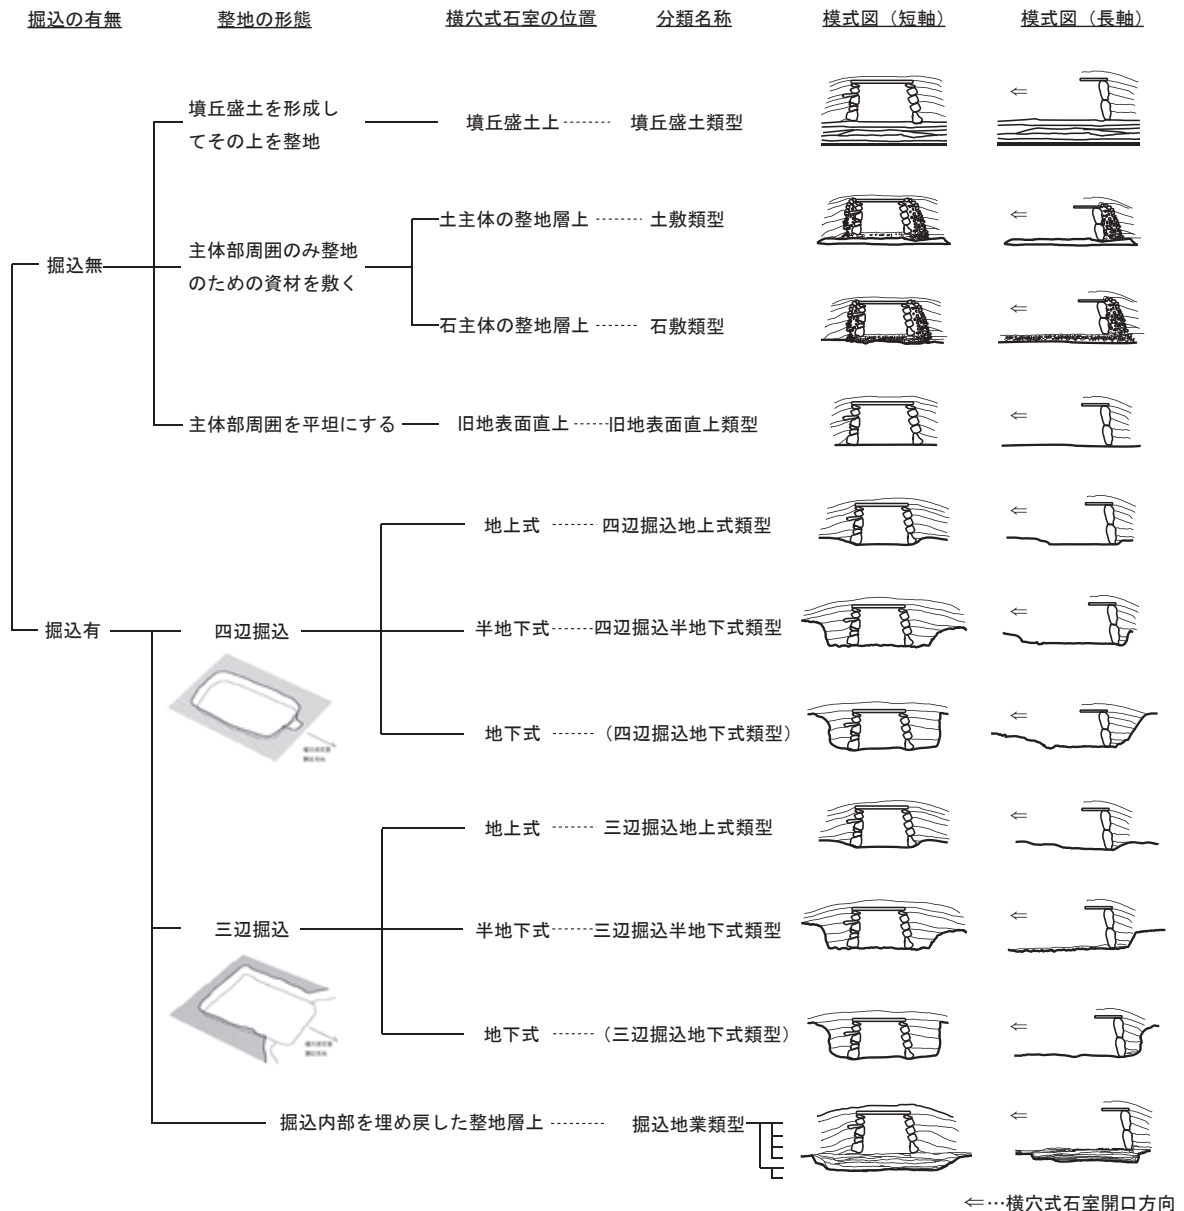 掘込の有無
整地の形態
横穴式石室の位置
分類名称
模式図（短軸）
模式図（長軸）
墳丘盛土を形成し
てその上を整地
墳丘盛土上
墳丘盛土類型
⇐
掘込無
主体部周囲のみ整地
のための資材を敷く
土主体の整地層上
土敷類型
⇐
石主体の整地層上
石敷類型
⇐
主体部周囲を平坦にする
旧地表面直上
旧地表面直上類型
⇐
掘込有
四辺掘込
地上式
四辺掘込地上式類型
⇐
半地下式
四辺掘込半地下式類型
⇐
地下式
（四辺掘込地下式類型）
⇐
三辺掘込
地上式
三辺掘込地上式類型
⇐
半地下式
三辺掘込半地下式類型
⇐
地下式
（三辺掘込地下式類型）
⇐
掘込内部を埋め戻した整地層上
掘込地業類型
⇐
⇐…横穴式石室開口方向